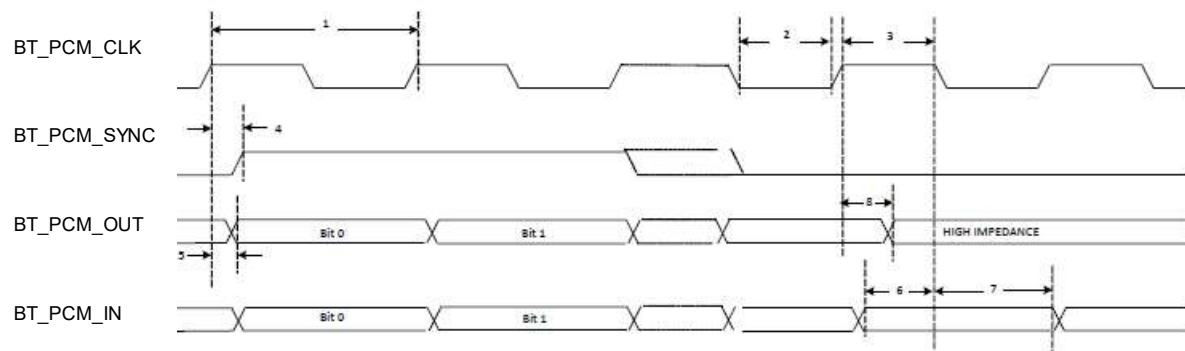 1
2
3
BT_PCM_CLK
BT_PCM_SYNC
4
BT_PCM_OUT
Bit 0
Bit 1
8
HIGH IMPEDANCE
5
6
7
BT_PCM_IN
Bit 0
Bit 1